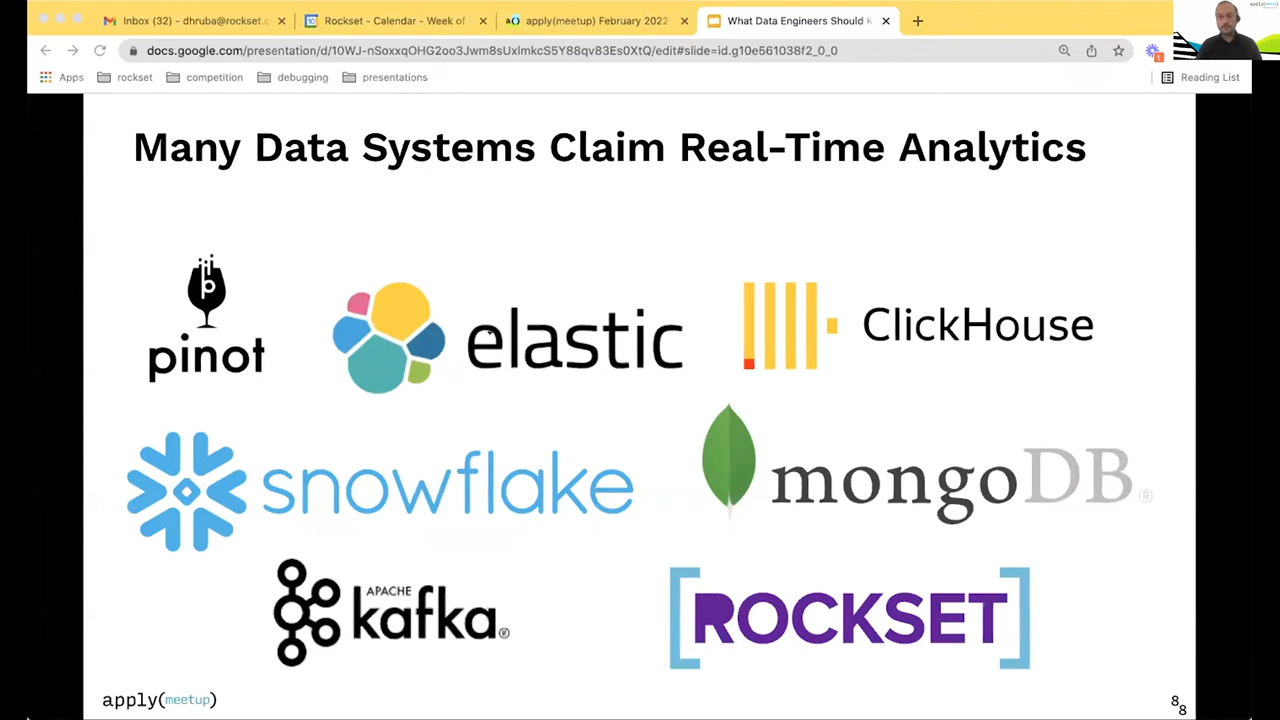 Inbox (32) - dhruba@rockset.c
Rockset - Calendar - Week of
apply(meetup) February 2022
What Data Engineers Should K
docs.google.com/presentation/d/10WJ-nSoxxqOHG2oo3Jwm8sUxlmkcS5Y88qv83Es0XtQ/edit#slide=id.g10e561038f2_0_0
Apps
rockset
competition
debugging
presentations
Reading List
Many Data Systems Claim Real-Time Analytics
pinot
elastic
ClickHouse
snowflake
mongoDB®
APACHE
kafka®
[ROCKSET]
apply(meetup)
8
8